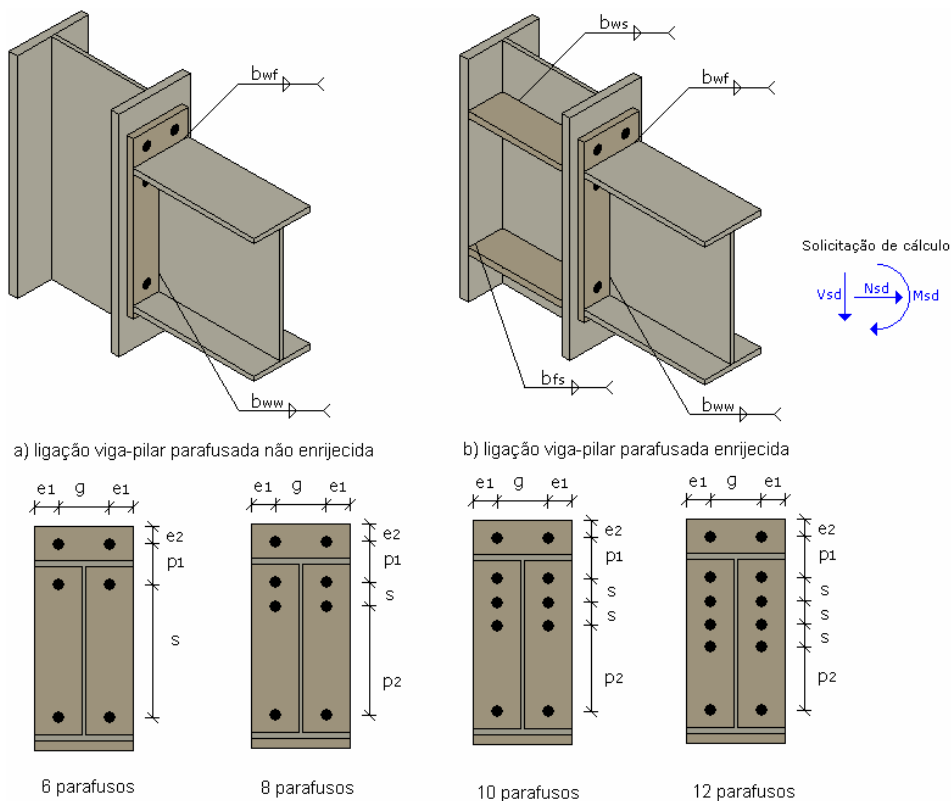 bwf
bws
bwf
Solicitação de cálculo
Vsd
Nsd
Msd
bww
bfs
bww
a) ligação viga-pilar parafusada não enrijecida
b) ligação viga-pilar parafusada enrijecida
e1 g e1
e2
p1
s
e1 g e1
e2
p1
s
p2
e1 g e1
e2
p1
s
s
p2
e1 g e1
e2
p1
s
s
s
p2
6 parafusos
8 parafusos
10 parafusos
12 parafusos